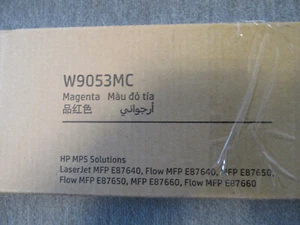 W9053MC
Magenta Màu đỏ tía
品红色 أرجواني
HP MPS Solutions
LaserJet MFP E87640, Flow MFP E87640, MFP E87650,
Flow MFP E87650, MFP E87660, Flow MFP E87660